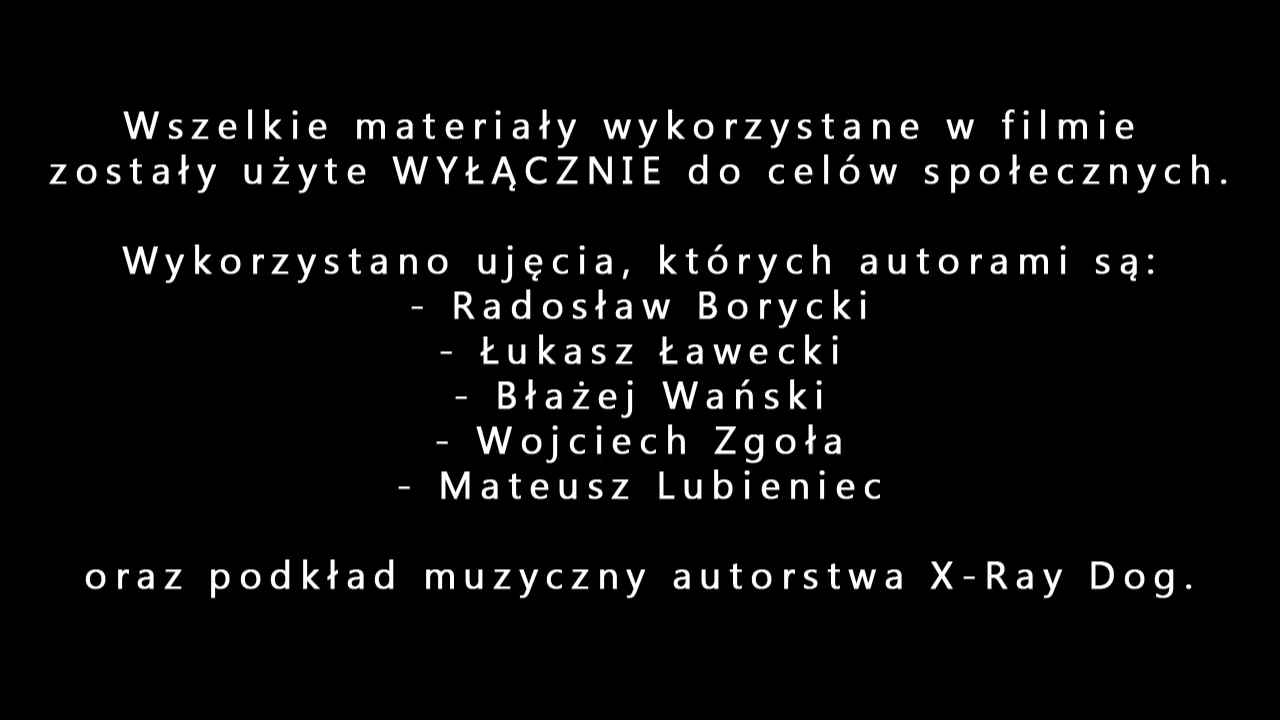 Wszelkie materiały wykorzystane w filmie
zostały użyte WYŁĄCZNIE do celów społecznych.
Wykorzystano ujęcia, których autorami są:
- Radosław Borycki
- Łukasz Ławecki
- Błażej Wański
- Wojciech Zgoła
- Mateusz Lubieniec
oraz podkład muzyczny autorstwa X-Ray Dog.